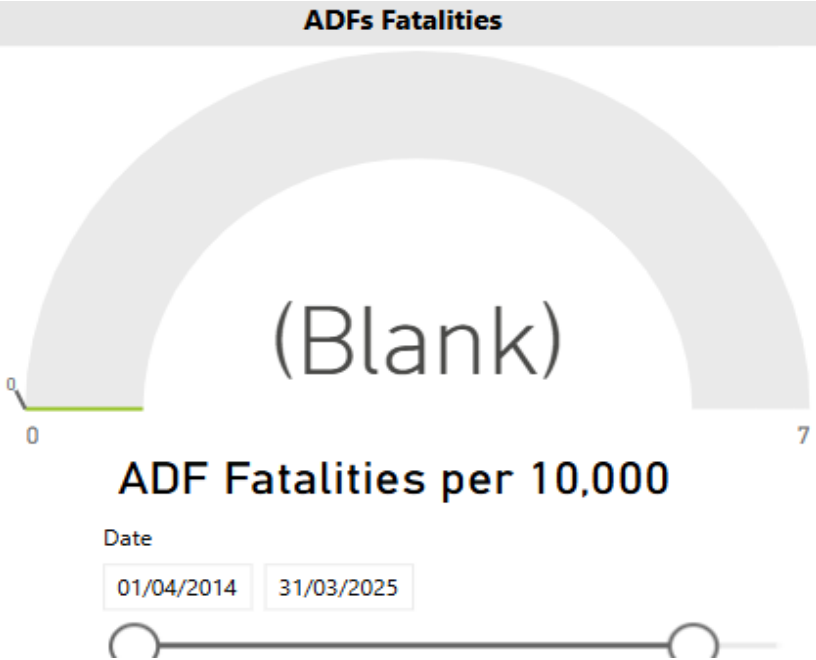 ADFs Fatalities
(Blank)
0
0
7
ADF Fatalities per 10,000
Date
01/04/2014 31/03/2025